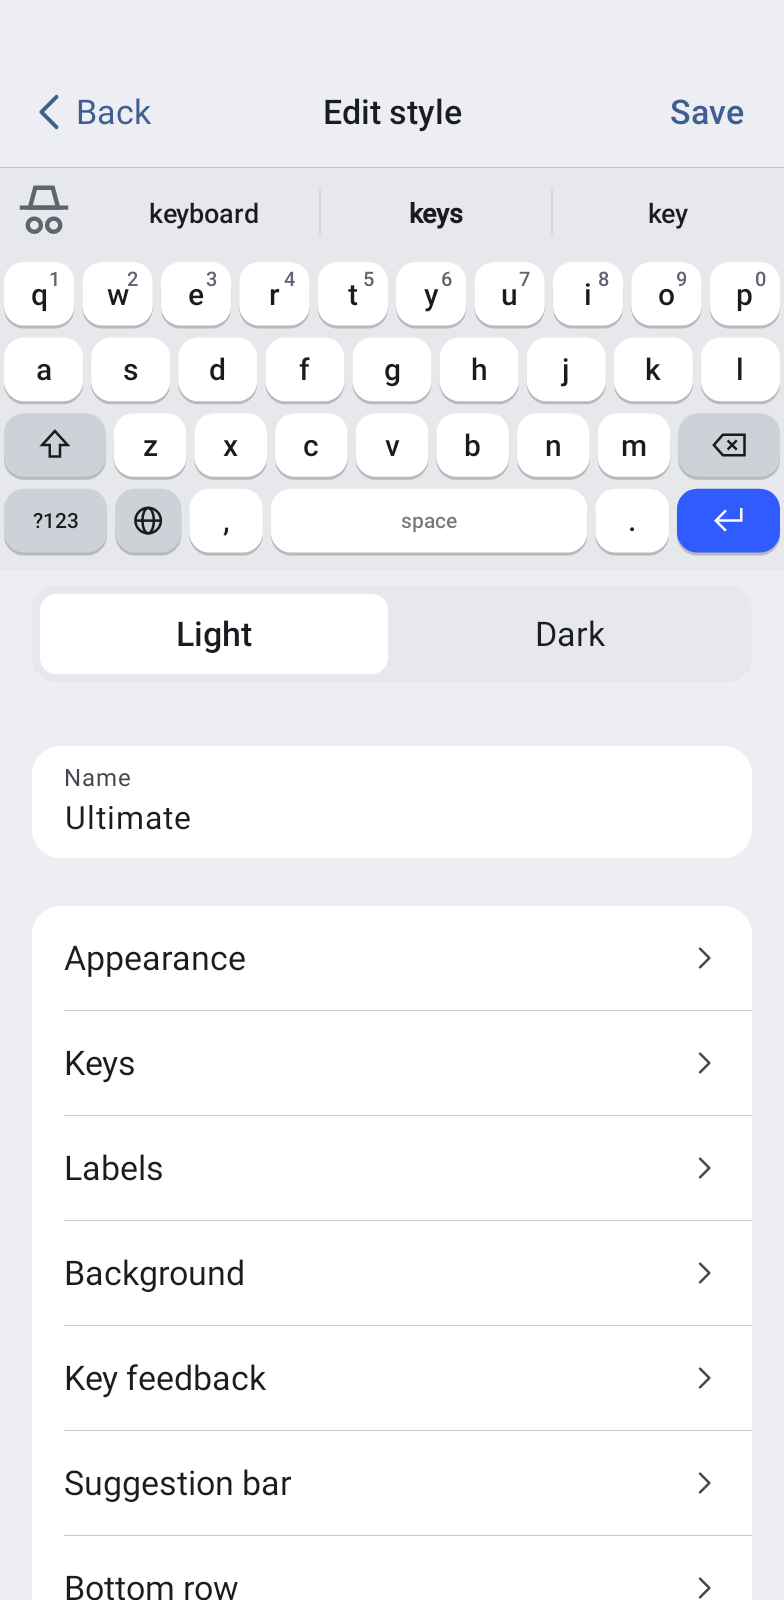 Back Edit style Save
keyboard keys key
q1 w2 e3 r4 t5 y6 u7 i8 o9 p0
a s d f g h j k l
z x c v b n m
?123 , space .
Light Dark
Name
Ultimate
Appearance
Keys
Labels
Background
Key feedback
Suggestion bar
Bottom row